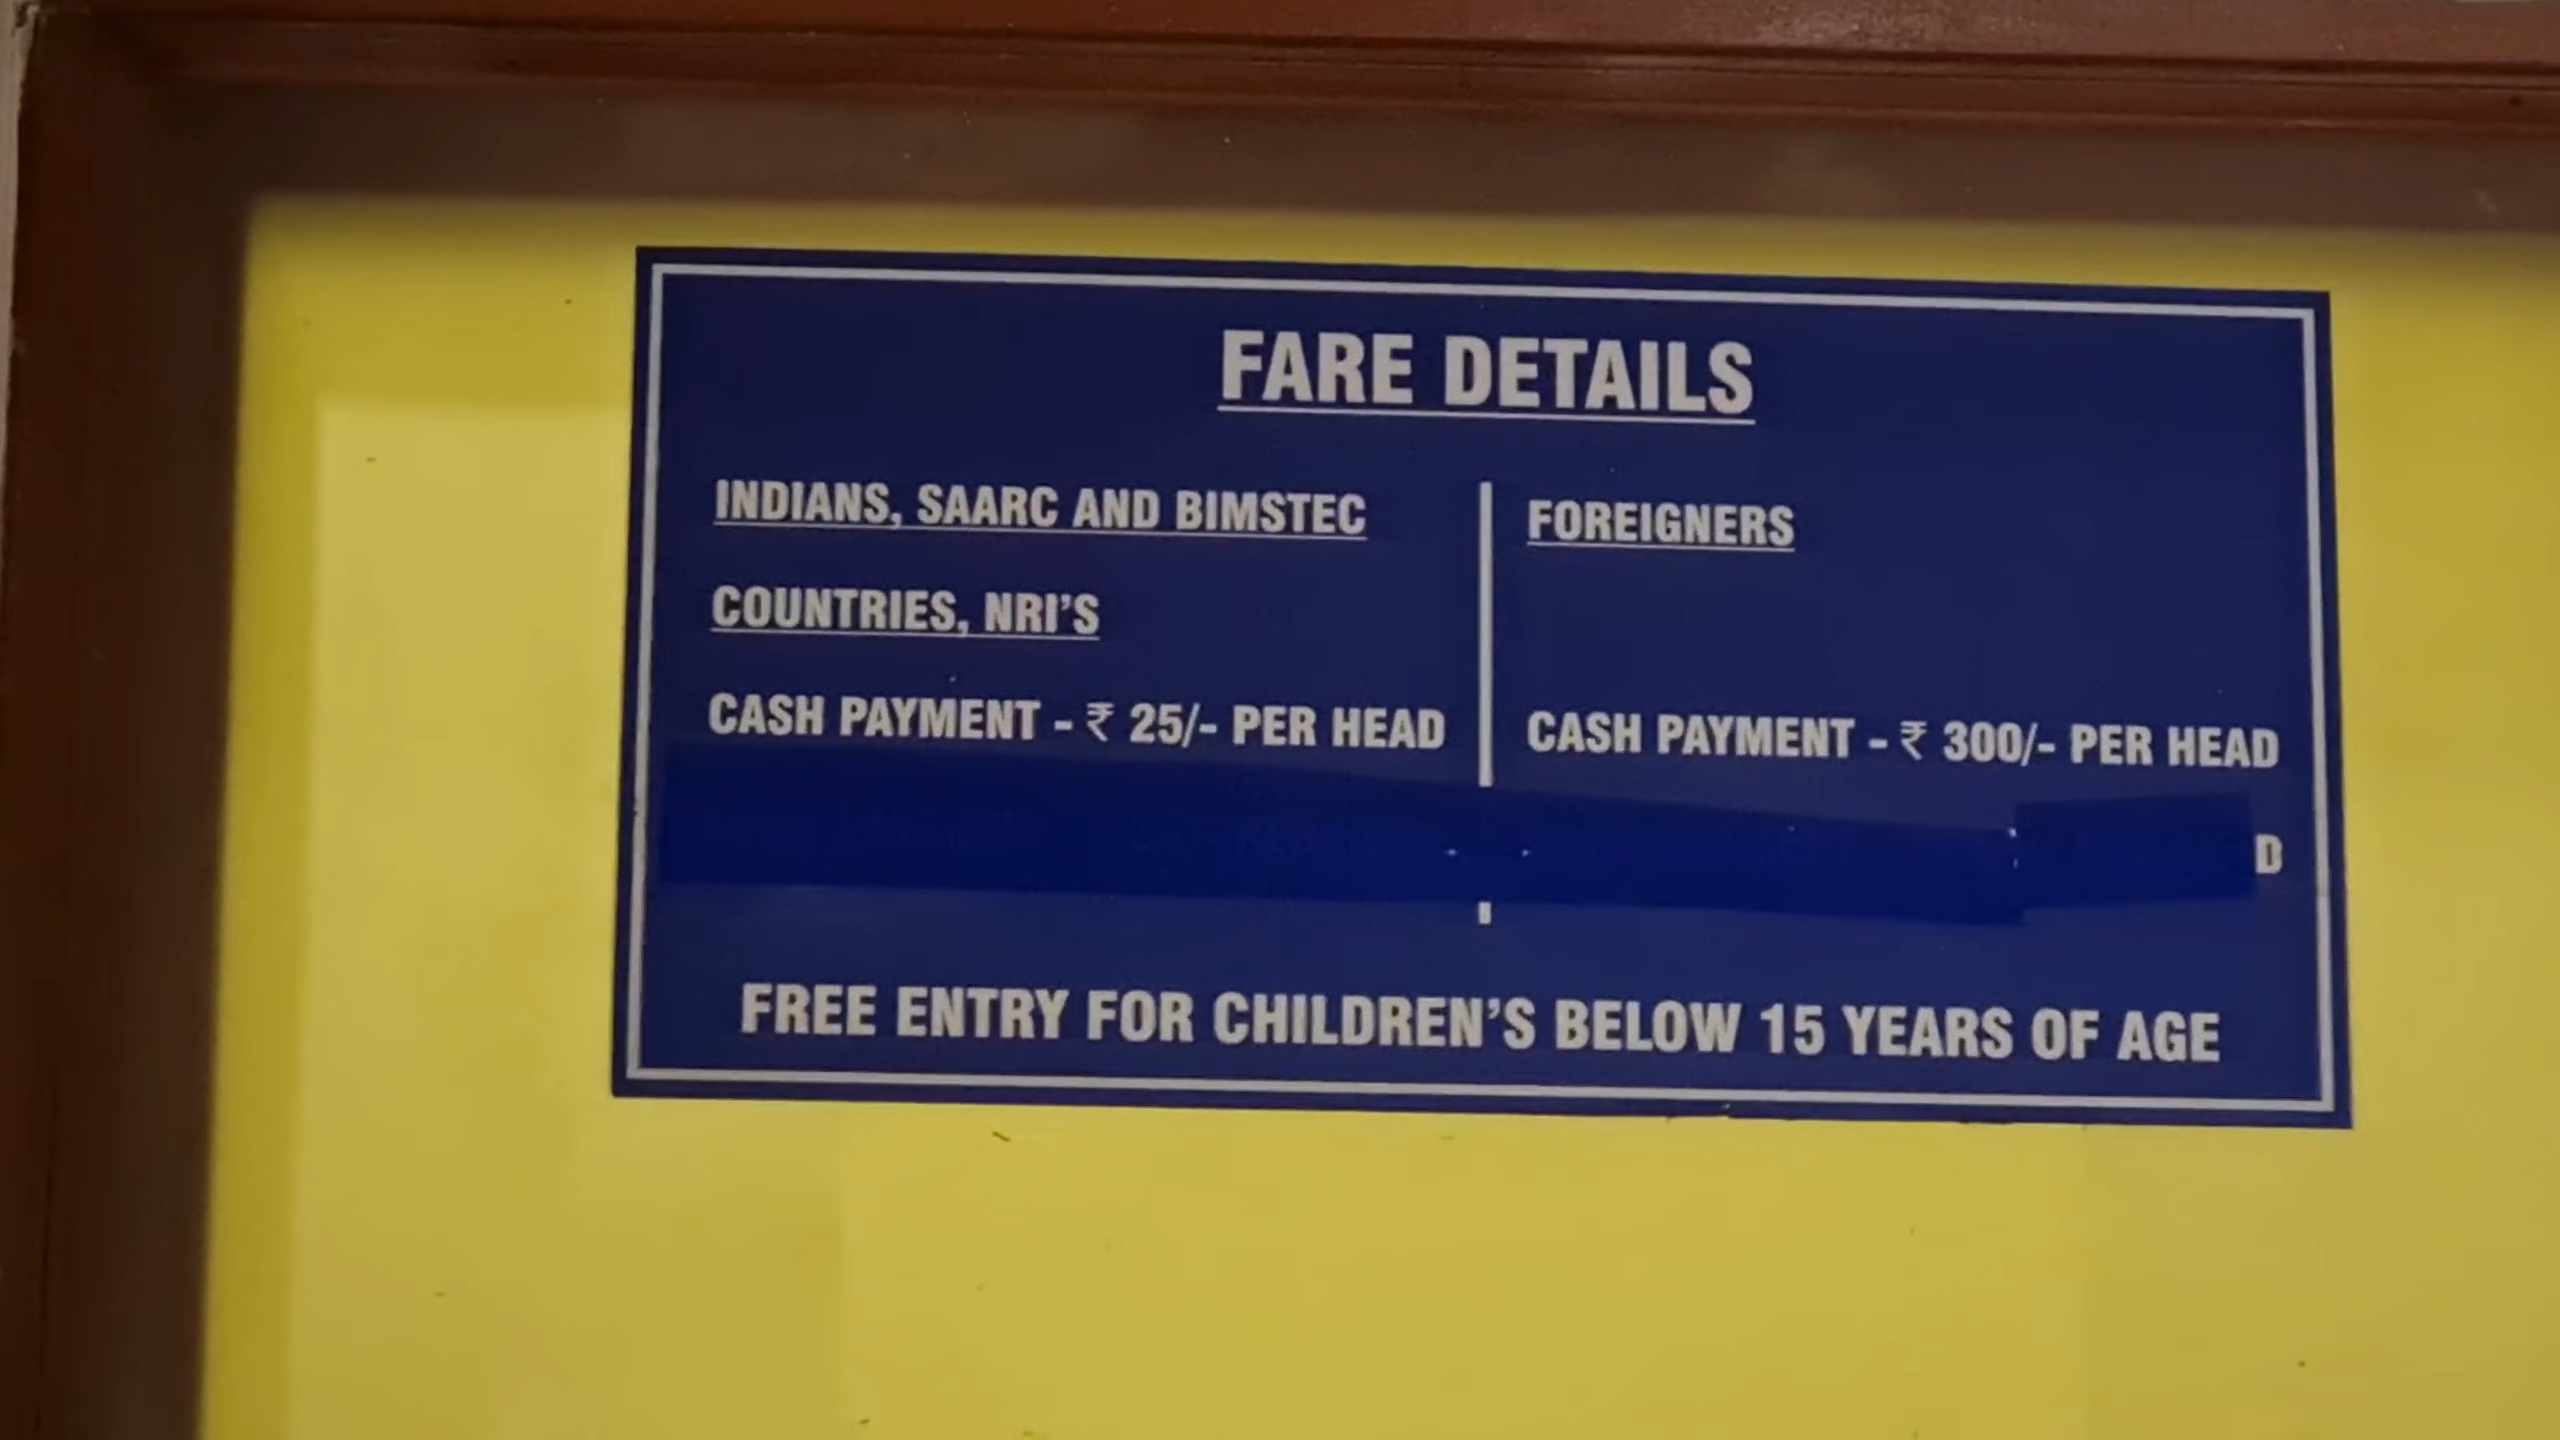 FARE DETAILS
INDIANS, SAARC AND BIMSTEC
COUNTRIES, NRI'S
CASH PAYMENT - ₹ 25/- PER HEAD
FOREIGNERS
CASH PAYMENT - ₹ 300/- PER HEAD
D
FREE ENTRY FOR CHILDREN'S BELOW 15 YEARS OF AGE